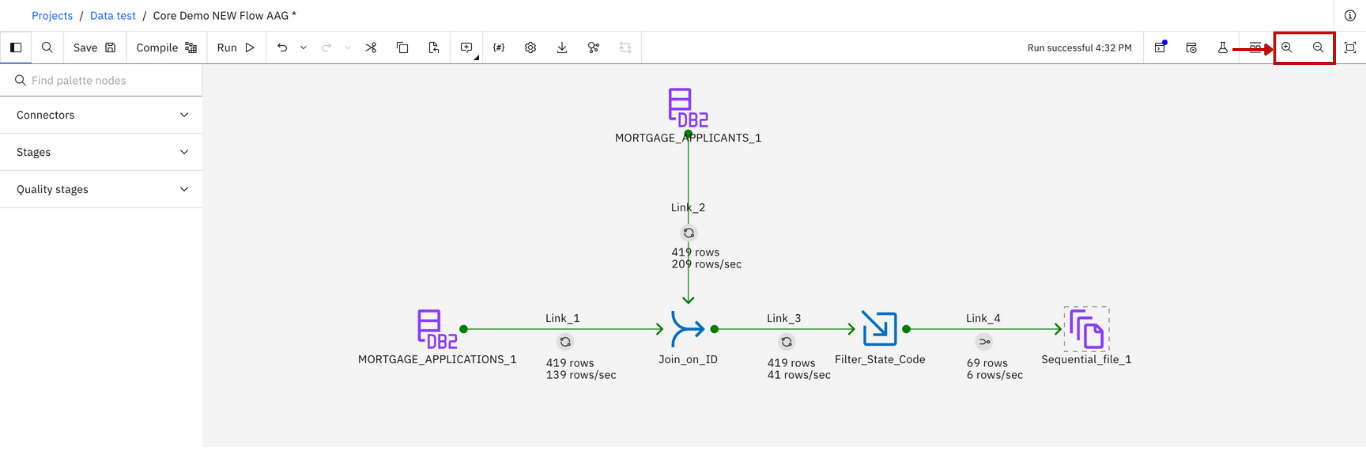 Projects / Data test / Core Demo NEW Flow AAG *
Save Compile Run {#} Run successful 4:32 PM
Find palette nodes
Connectors
Stages
Quality stages
DB2
MORTGAGE_APPLICANTS_1
Link_2
419 rows
209 rows/sec
DB2
MORTGAGE_APPLICATIONS_1
Link_1
419 rows
139 rows/sec
Join_on_ID
Link_3
419 rows
41 rows/sec
Filter_State_Code
Link_4
69 rows
6 rows/sec
Sequential_file_1